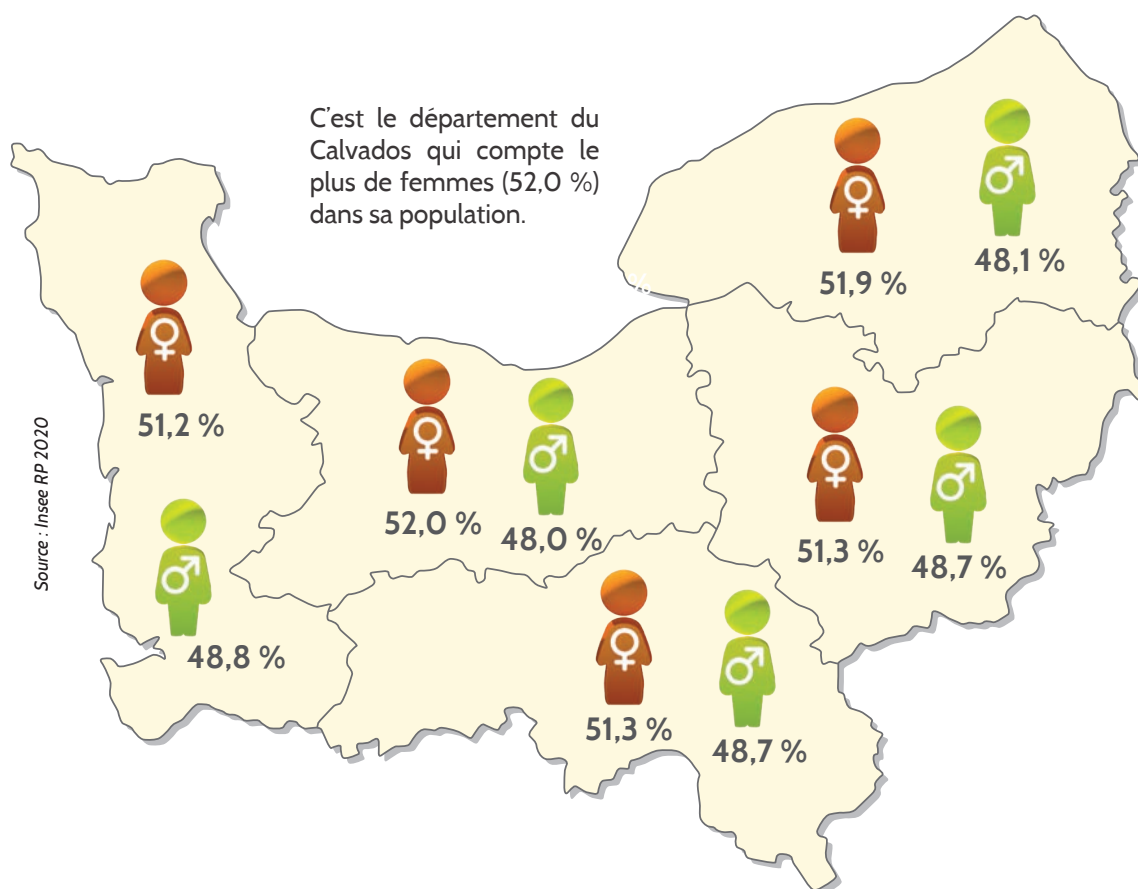 C'est le département du
Calvados qui compte le
plus de femmes (52,0 %)
dans sa population.
51,9 %
48,1 %
%
51,2 %
48,8 %
52,0 %
48,0 %
51,3 %
48,7 %
51,3 %
48,7 %
Source : Insee RP 2020